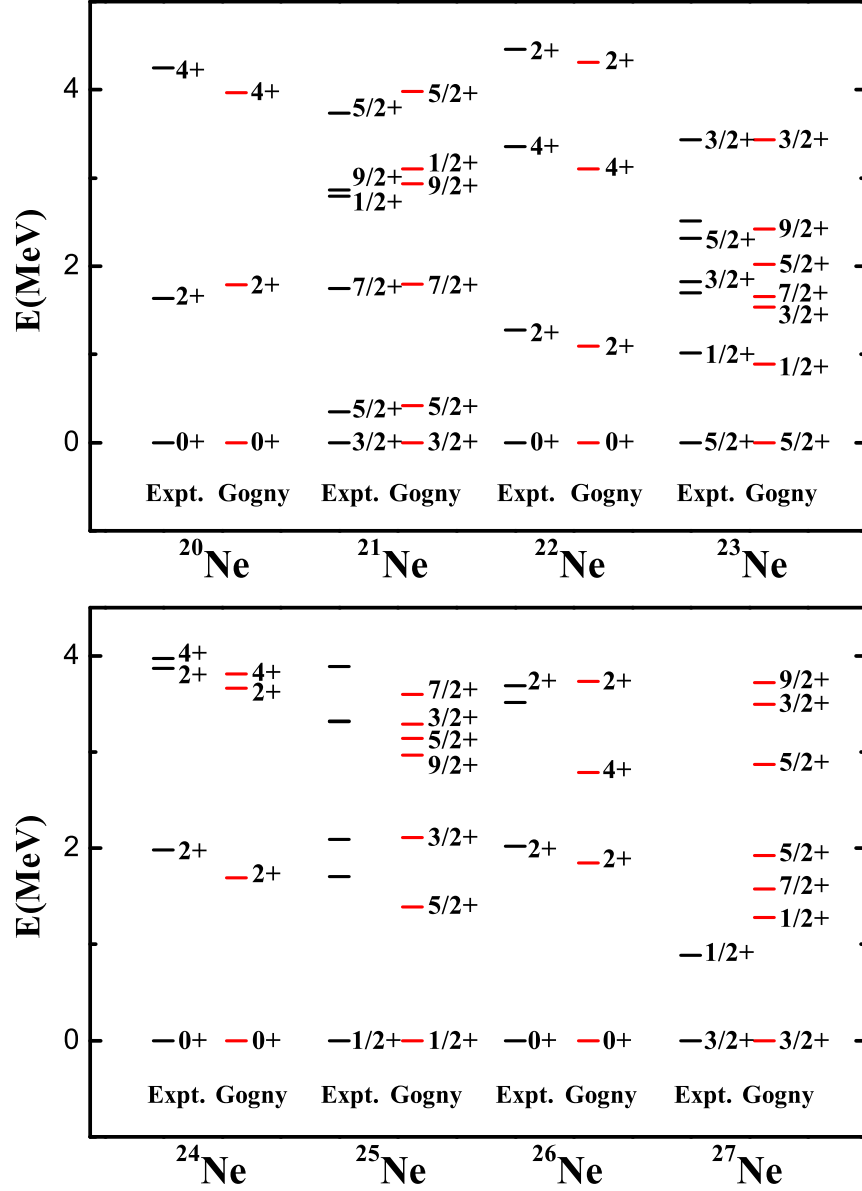 E(MeV)
4
2
0
4+
2+
0+
Expt.
4+
2+
0+
Gogny
20Ne
5/2+
9/2+
1/2+
7/2+
5/2+
3/2+
Expt.
5/2+
1/2+
9/2+
7/2+
5/2+
3/2+
Gogny
21Ne
2+
4+
2+
0+
Expt.
2+
4+
2+
0+
Gogny
22Ne
3/2+
5/2+
3/2+
1/2+
5/2+
Expt.
3/2+
9/2+
5/2+
7/2+
3/2+
1/2+
5/2+
Gogny
23Ne
E(MeV)
4
2
0
4+
2+
2+
0+
Expt.
4+
2+
2+
0+
Gogny
24Ne
1/2+
Expt.
7/2+
3/2+
5/2+
9/2+
3/2+
5/2+
1/2+
Gogny
25Ne
2+
2+
0+
Expt.
2+
4+
2+
0+
Gogny
26Ne
1/2+
3/2+
Expt.
9/2+
3/2+
5/2+
5/2+
7/2+
1/2+
3/2+
Gogny
27Ne